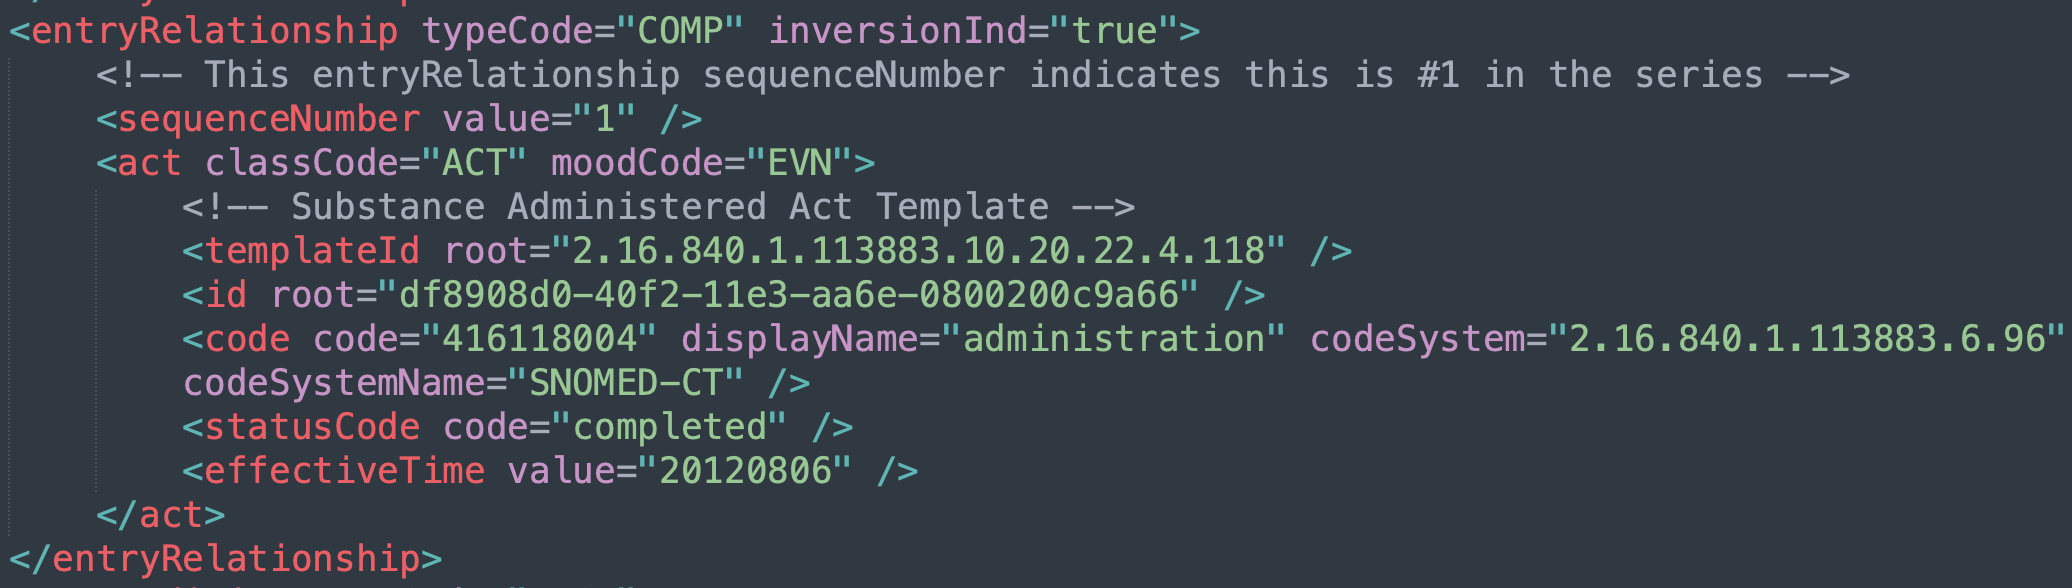 <entryRelationship typeCode="COMP" inversionInd="true">
<!-- This entryRelationship sequenceNumber indicates this is #1 in the series -->
<sequenceNumber value="1" />
<act classCode="ACT" moodCode="EVN">
<!-- Substance Administered Act Template -->
<templateId root="2.16.840.1.113883.10.20.22.4.118" />
<id root="df8908d0-40f2-11e3-aa6e-0800200c9a66" />
<code code="416118004" displayName="administration" codeSystem="2.16.840.1.113883.6.96"
codeSystemName="SNOMED-CT" />
<statusCode code="completed" />
<effectiveTime value="20120806" />
</act>
</entryRelationship>